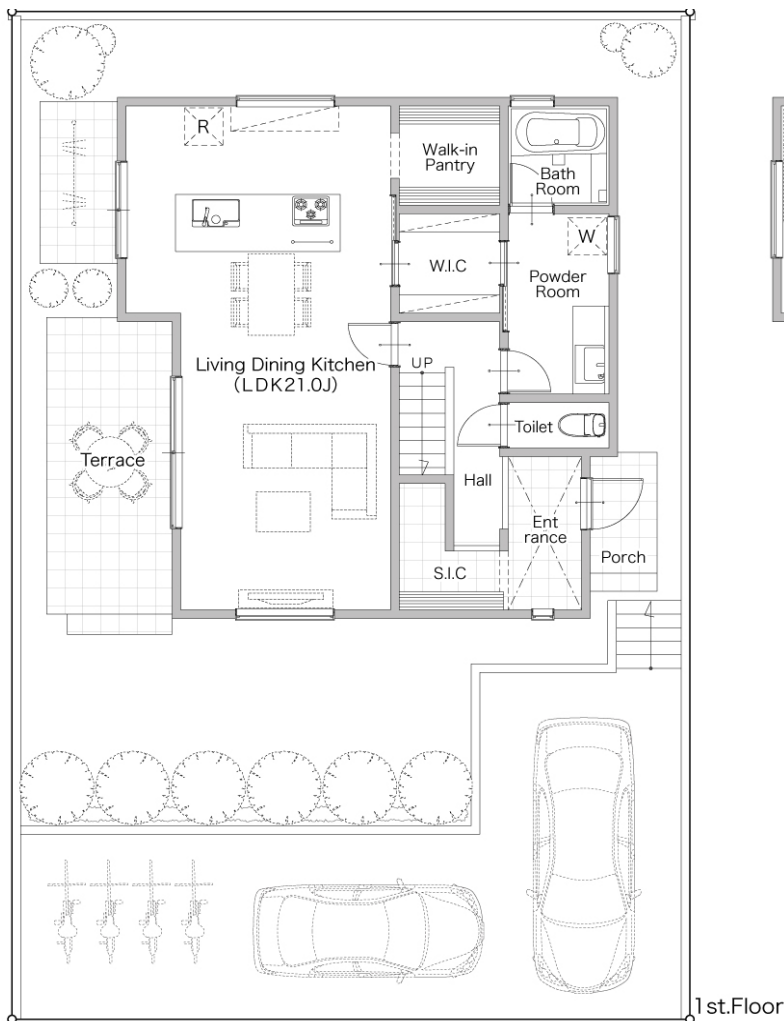 R
Walk-in
Pantry
Bath
Room
W
W.I.C
Powder
Room
UP
Living Dining Kitchen
(LDK21.0J)
Toilet
Terrace
Hall
Ent
rance
Porch
S.I.C
1st.Floor